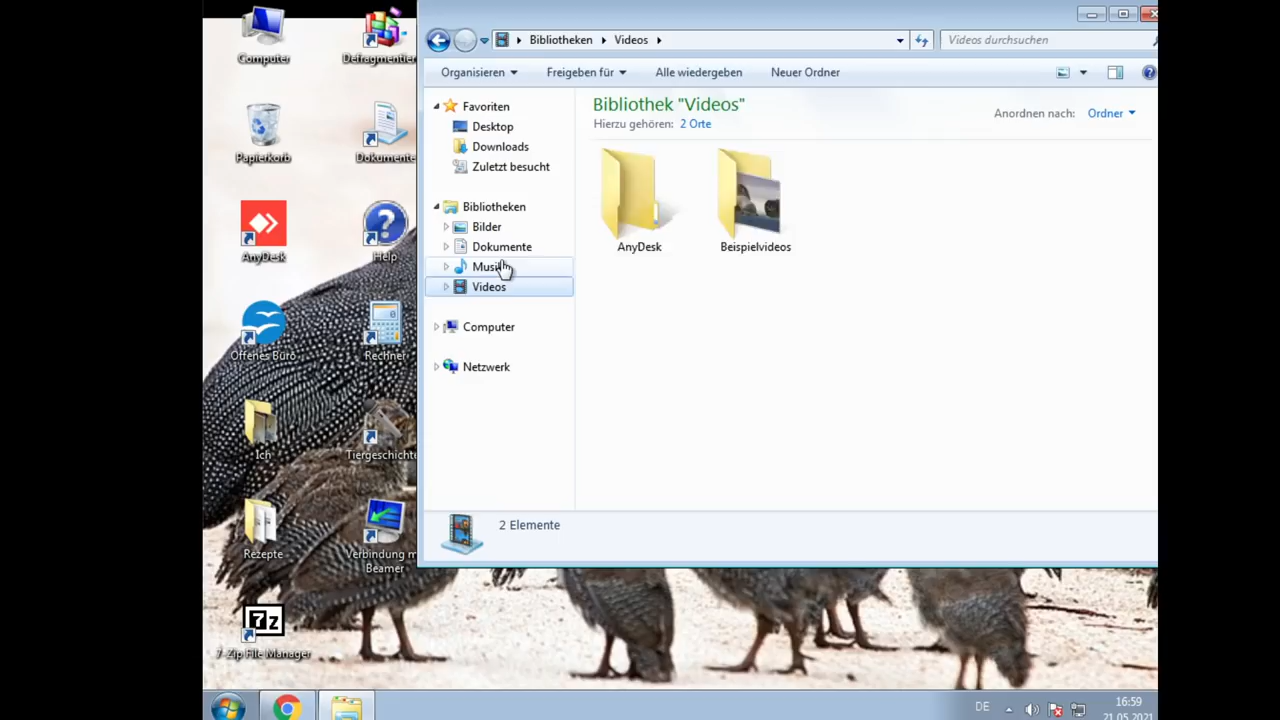 Computer
Defragmentier
Papierkorb
Dokumente
AnyDesk
Help
Offenes Büro
Rechner
Ich
Tiergeschichte
Rezepte
Verbindung m
Beamer
7-Zip File Manager
Bibliotheken
Videos
Videos durchsuchen
Organisieren
Freigeben für
Alle wiedergeben
Neuer Ordner
Favoriten
Desktop
Downloads
Zuletzt besucht
Bibliotheken
Bilder
Dokumente
Musik
Videos
Computer
Netzwerk
Bibliothek "Videos"
Hierzu gehören: 2 Orte
Anordnen nach: Ordner
AnyDesk
Beispielvideos
2 Elemente
DE
16:59
21.05.2021